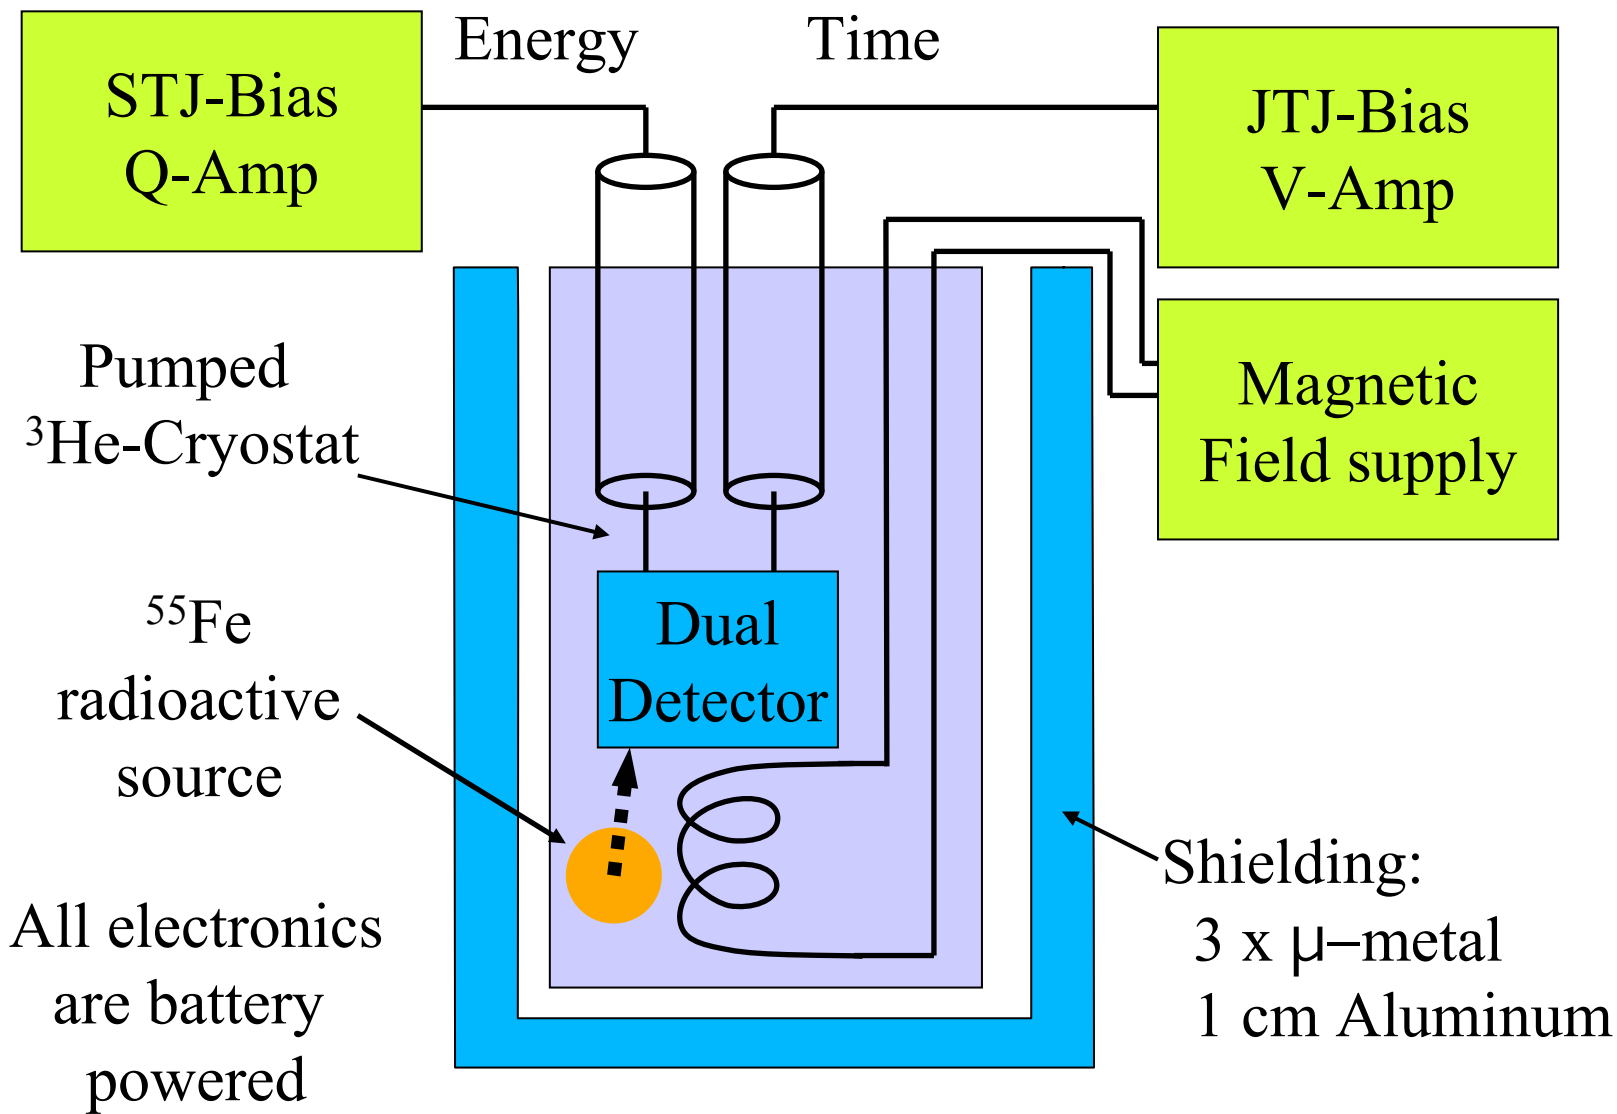 STJ-Bias
Q-Amp
Energy
Time
JTJ-Bias
V-Amp
Magnetic
Field supply
Pumped
³He-Cryostat
⁵⁵Fe
radioactive
source
Dual
Detector
All electronics
are battery
powered
Shielding:
3 x μ–metal
1 cm Aluminum